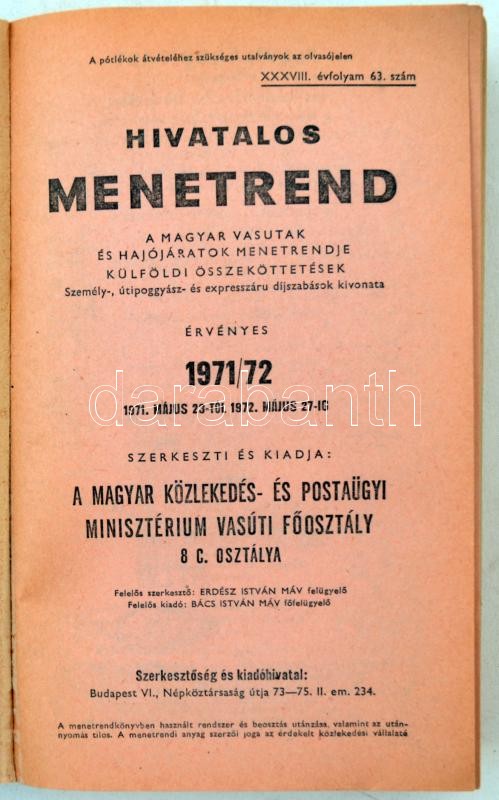 A pótlékok átvételéhez szükséges utalványok az olvasójelen
XXXVIII. évfolyam 63. szám
HIVATALOS
MENETREND
A MAGYAR VASUTAK
ÉS HAJÓJÁRATOK MENETRENDJE
KÜLFÖLDI ÖSSZEKÖTTETÉSEK
Személy-, útipoggyász- és expresszáru díjszabások kivonata
ÉRVÉNYES
1971/72
darabanth
1971. MÁJUS 23-TÓL 1972. MÁJUS 27-IG
SZERKESZTI ÉS KIADJA:
A MAGYAR KÖZLEKEDÉS- ÉS POSTAÜGYI
MINISZTÉRIUM VASÚTI FŐOSZTÁLY
8 C. OSZTÁLYA
Felelős szerkesztő: ERDÉSZ ISTVÁN MÁV felügyelő
Felelős kiadó: BÁCS ISTVÁN MÁV főfelügyelő
Szerkesztőség és kiadóhivatal:
Budapest VI., Népköztársaság útja 73—75. II. em. 234.
A menetrendkönyvben használt rendszer és beosztás utánzása, valamint azután-
nyomás tilos. A menetrendi anyag szerzői joga az érdekelt közlekedési vállalaté